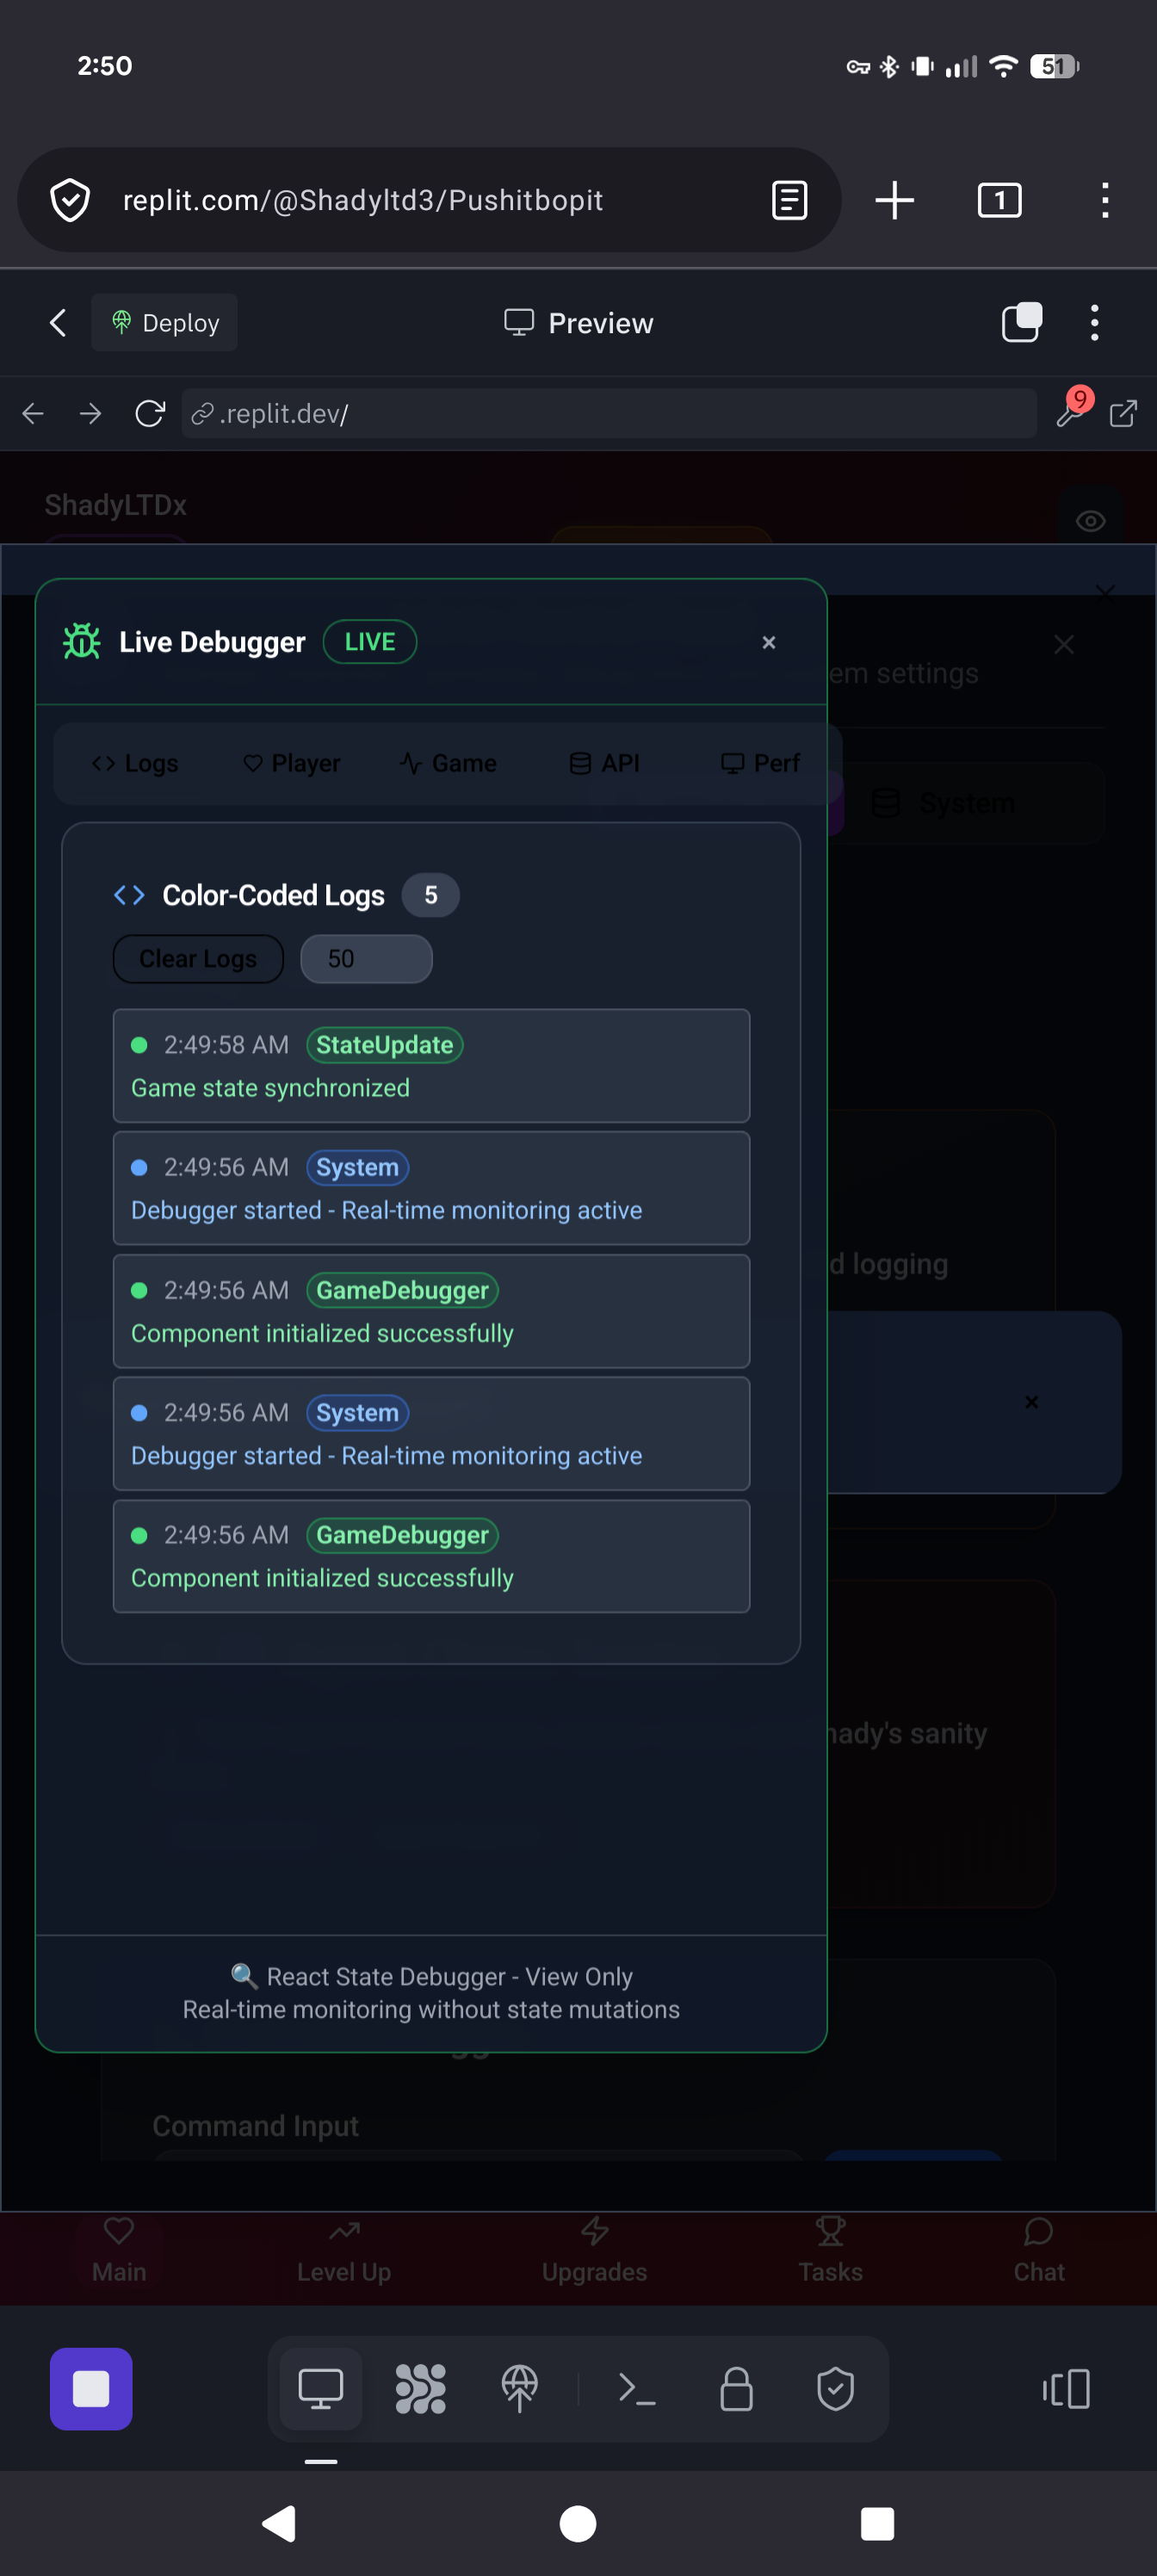 2:50
51
replit.com/@Shadyltd3/Pushitbopit
1
Deploy
Preview
.replit.dev/
9
ShadyLTDx
Live Debugger LIVE ×
em settings
Logs Player Game API Perf
System
Color-Coded Logs 5
Clear Logs 50
2:49:58 AM StateUpdate
Game state synchronized
2:49:56 AM System
Debugger started - Real-time monitoring active
2:49:56 AM GameDebugger
d logging
Component initialized successfully
2:49:56 AM System
Debugger started - Real-time monitoring active
2:49:56 AM GameDebugger
Component initialized successfully
hady's sanity
🔍 React State Debugger - View Only
Real-time monitoring without state mutations
Command Input
Main Level Up Upgrades Tasks Chat